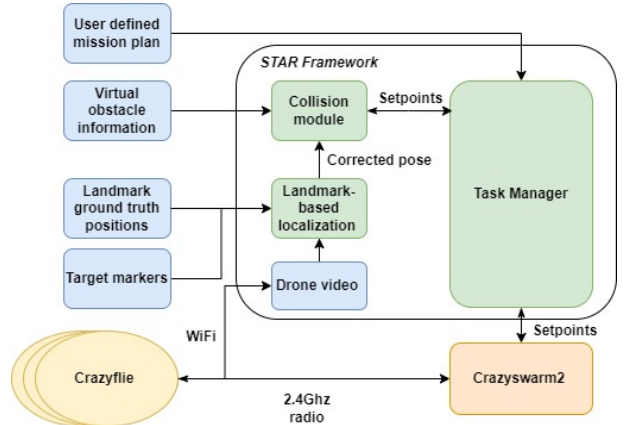 User defined
mission plan
STAR Framework
Virtual
obstacle
information
Collision
module
Setpoints
Corrected pose
Landmark
ground truth
positions
Landmark-
based
localization
Task Manager
Target markers
Drone video
WiFi
Setpoints
Crazyflie
Crazyswarm2
2.4Ghz
radio